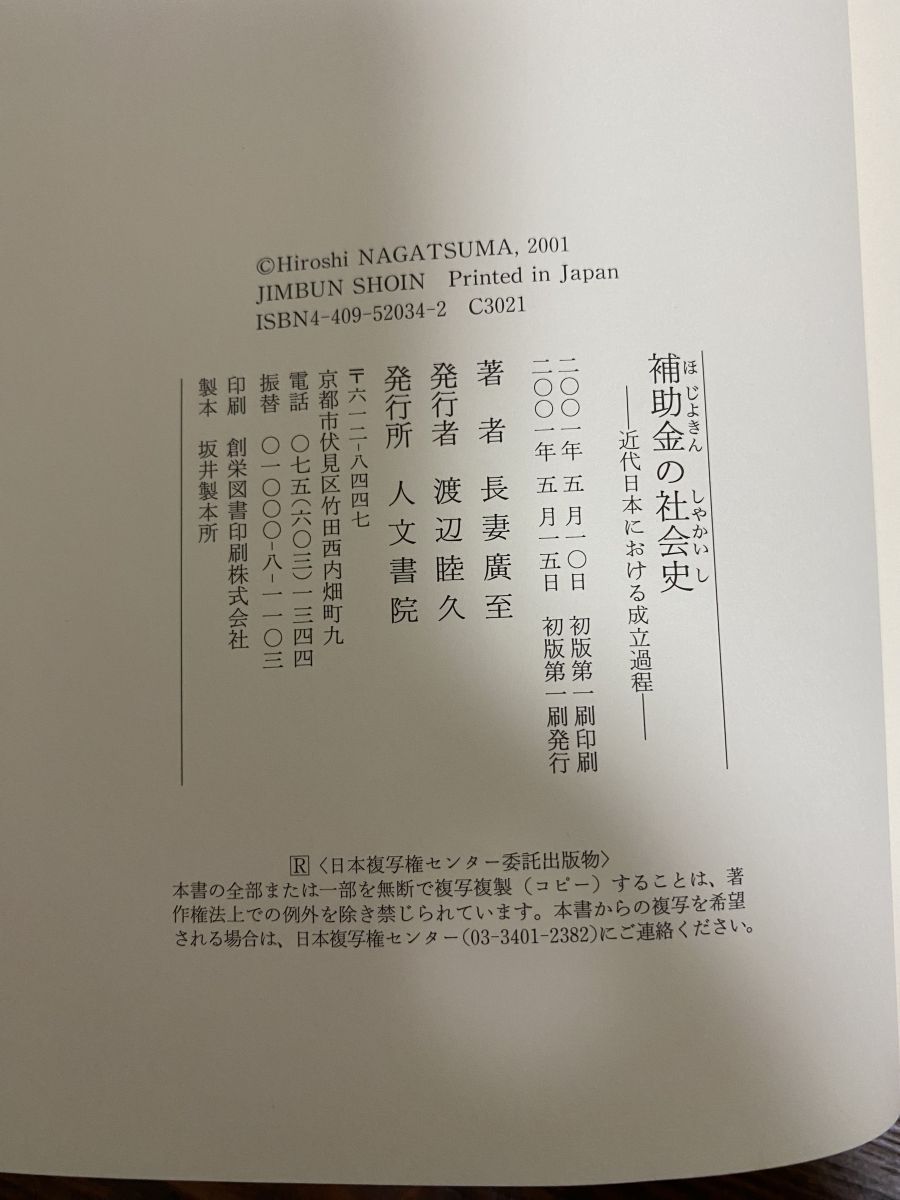 ©Hiroshi NAGATSUMA, 2001
JIMBUN SHOIN Printed in Japan
ISBN4-409-52034-2 C3021
補助金の社会史
ほじよきん しやかいし
——近代日本における成立過程——
二〇〇一年五月一〇日 初版第一刷印刷
二〇〇一年五月一五日 初版第一刷発行
著者 長妻廣至
発行者 渡辺睦久
発行所 人文書院
〒六一二-八四四七
京都市伏見区竹田西内畑町九
電話 〇七五(六〇三)一三四四
振替 〇一〇〇〇-八-一一〇三
印刷 創栄図書印刷株式会社
製本 坂井製本所
R〈日本複写権センター委託出版物〉
本書の全部または一部を無断で複写複製(コピー)することは、著
作権法上での例外を除き禁じられています。本書からの複写を希望
される場合は、日本複写権センター(03-3401-2382)にご連絡ください。